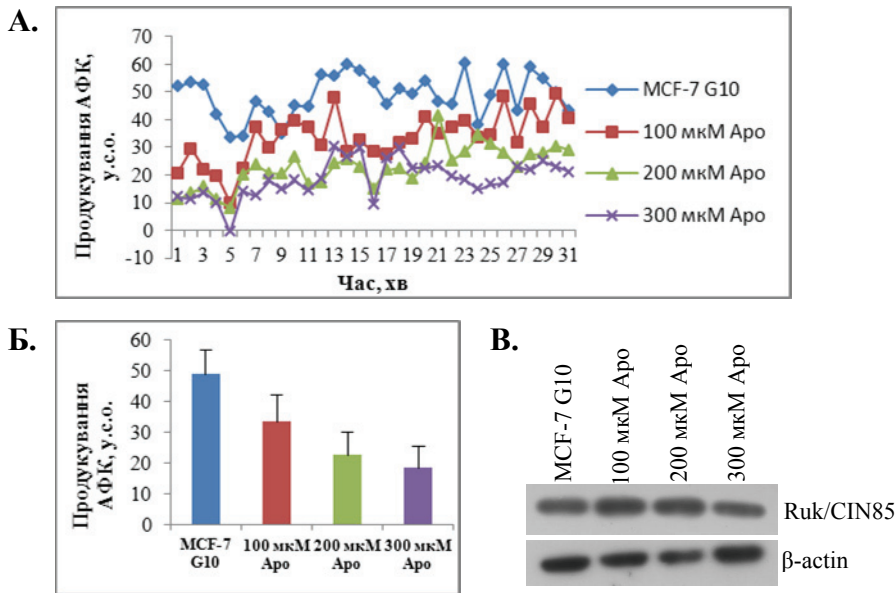 А.
Продукування АФК, у.с.о.
70
60
50
40
30
20
10
0
-10
1 3 5 7 9 11 13 15 17 19 21 23 25 27 29 31
Час, хв
MCF-7 G10
100 мкМ Apo
200 мкМ Apo
300 мкМ Apo
Б.
Продукування
АФК, у.с.о.
60
50
40
30
20
10
0
MCF-7 G10
100 мкМ Apo
200 мкМ Apo
300 мкМ Apo
В.
MCF-7 G10
100 мкМ Apo
200 мкМ Apo
300 мкМ Apo
Ruk/CIN85
β-actin